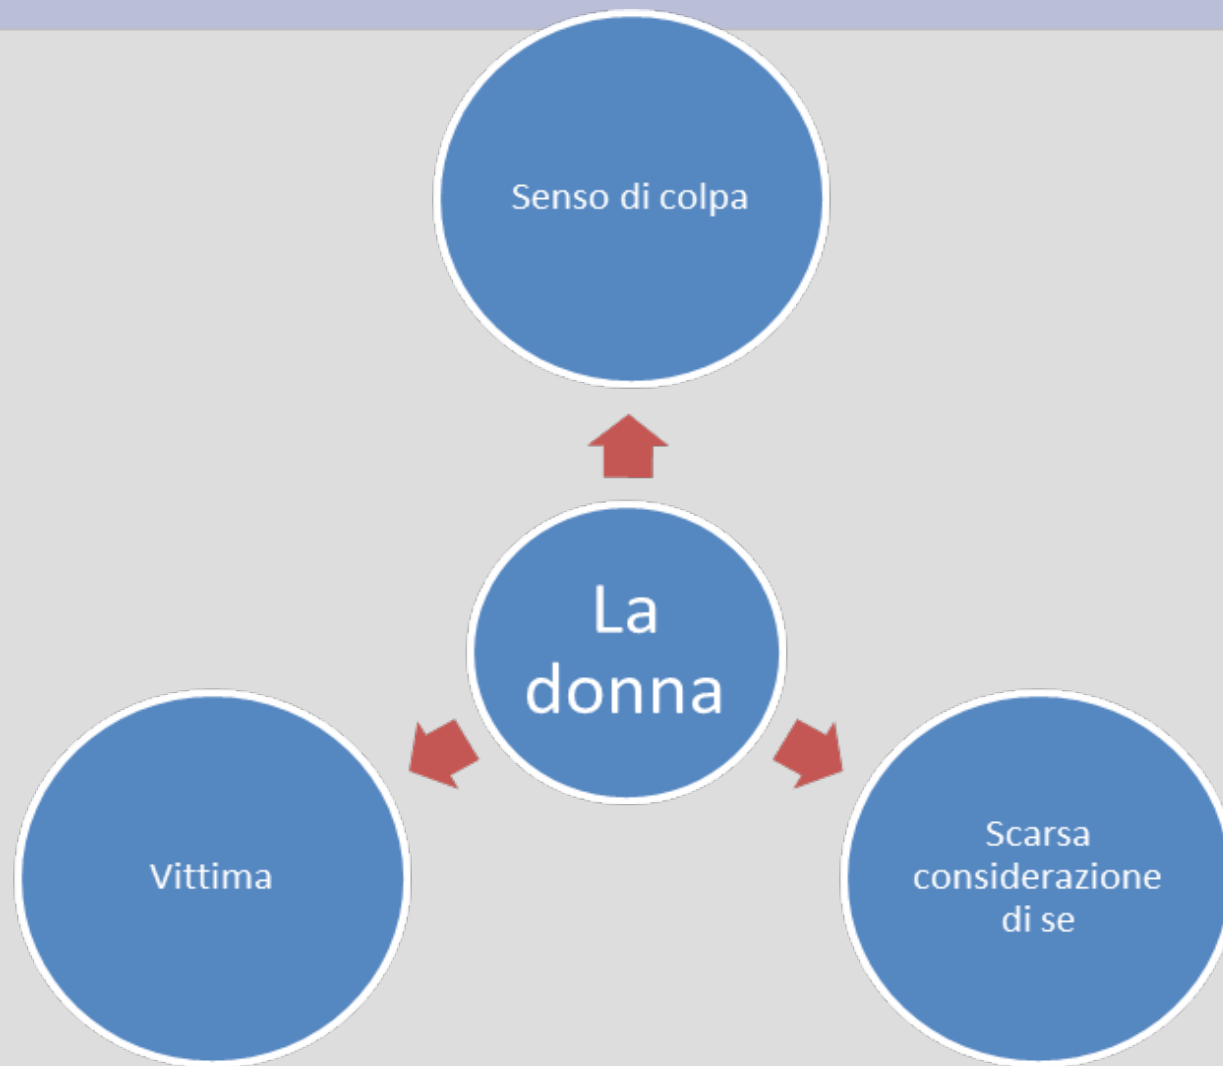 Senso di colpa
La
donna
Vittima
Scarsa
considerazione
di se